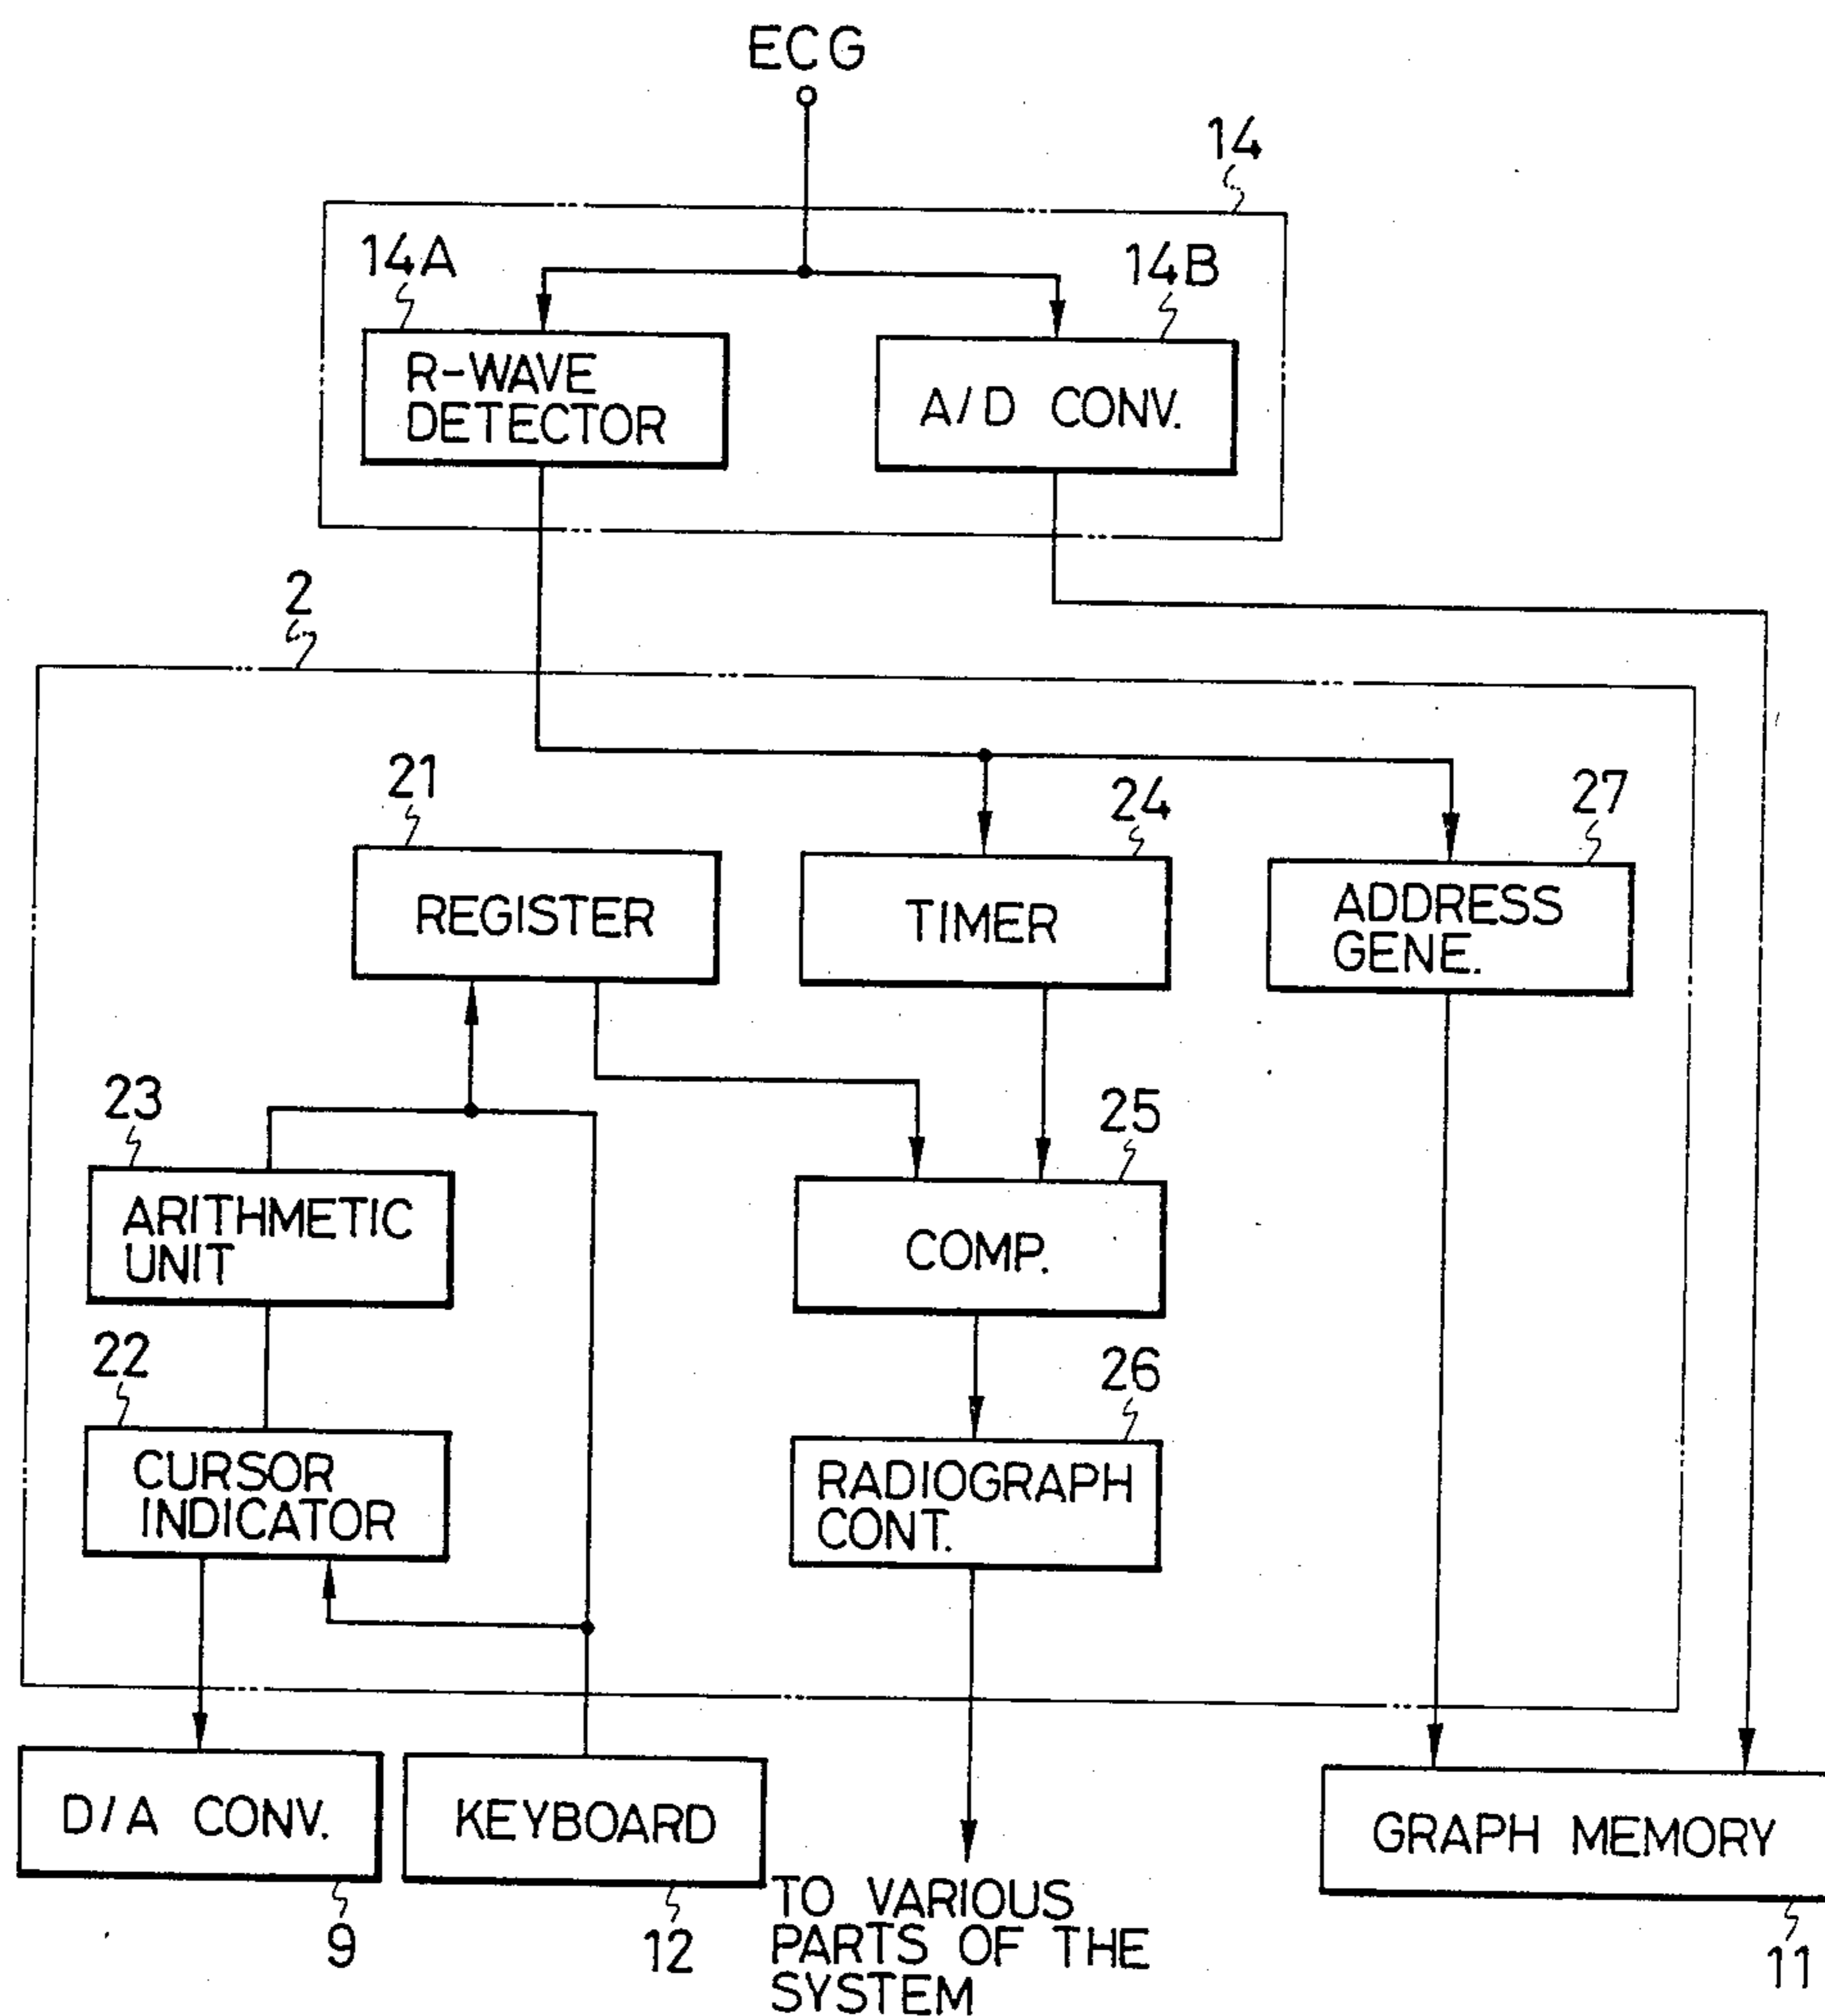 ECG
14
14A
14B
R-WAVE
DETECTOR
A/D CONV.
2
21
24
27
REGISTER
TIMER
ADDRESS
GENE.
23
25
ARITHMETIC
UNIT
COMP.
22
26
CURSOR
INDICATOR
RADIOGRAPH
CONT.
D/A CONV.
KEYBOARD
GRAPH MEMORY
9
12
TO VARIOUS
PARTS OF THE
SYSTEM
11